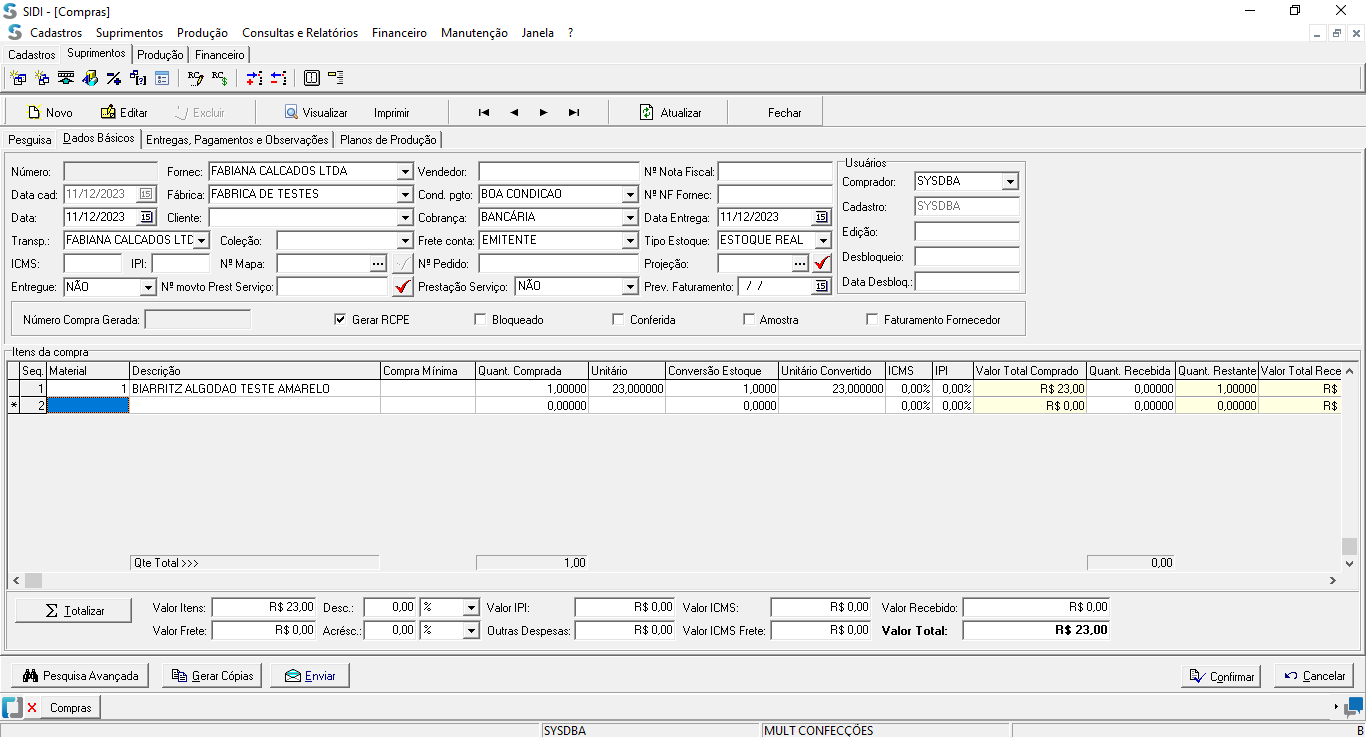 SIDI - [Compras]
Cadastros Suprimentos Produção Consultas e Relatórios Financeiro Manutenção Janela ?
Cadastros Suprimentos Produção Financeiro
Novo Editar Excluir Visualizar Imprimir Atualizar Fechar
Pesquisa Dados Básicos Entregas, Pagamentos e Observações Planos de Produção
Número: Fornec: FABIANA CALCADOS LTDA Vendedor: Nº Nota Fiscal:
Data cad: 11/12/2023 15 Fábrica: FABRICA DE TESTES Cond. pgto: BOA CONDICAO Nº NF Fornec:
Data: 11/12/2023 15 Cliente: Cobrança: BANCÁRIA Data Entrega: 11/12/2023 15
Transp.: FABIANA CALCADOS LTC Coleção: Frete conta: EMITENTE Tipo Estoque: ESTOQUE REAL
ICMS: IPI: Nº Mapa: ... Nº Pedido: Projeção: ...
Entregue: NÃO Nº movto Prest Serviço: Prestação Serviço: NÃO Prev. Faturamento: / / 15
Usuários
Comprador: SYSDBA
Cadastro: SYSDBA
Edição:
Desbloqueio:
Data Desbloq.:
Número Compra Gerada: Gerar RCPE Bloqueado Conferida Amostra Faturamento Fornecedor
Itens da compra
Seq. Material Descrição Compra Mínima Quant. Comprada Unitário Conversão Estoque Unitário Convertido ICMS IPI Valor Total Comprado Quant. Recebida Quant. Restante Valor Total Rece
1 1 BIARRITZ ALGODAO TESTE AMARELO 1,00000 23,000000 1,0000 23,000000 0,00% 0,00% R$ 23,00 0,00000 1,00000 R$
* 2 0,00000 0,0000 0,00% 0,00% R$ 0,00 0,00000 0,00000 R$
Qte Total >>> 1,00 0,00
Totalizar Valor Itens: R$ 23,00 Desc.: 0,00 % Valor IPI: R$ 0,00 Valor ICMS: R$ 0,00 Valor Recebido: R$ 0,00
Valor Frete: R$ 0,00 Acrésc.: 0,00 % Outras Despesas: R$ 0,00 Valor ICMS Frete: R$ 0,00 Valor Total: R$ 23,00
Pesquisa Avançada Gerar Cópias Enviar Confirmar Cancelar
Compras
SYSDBA MULT CONFECÇÕES B